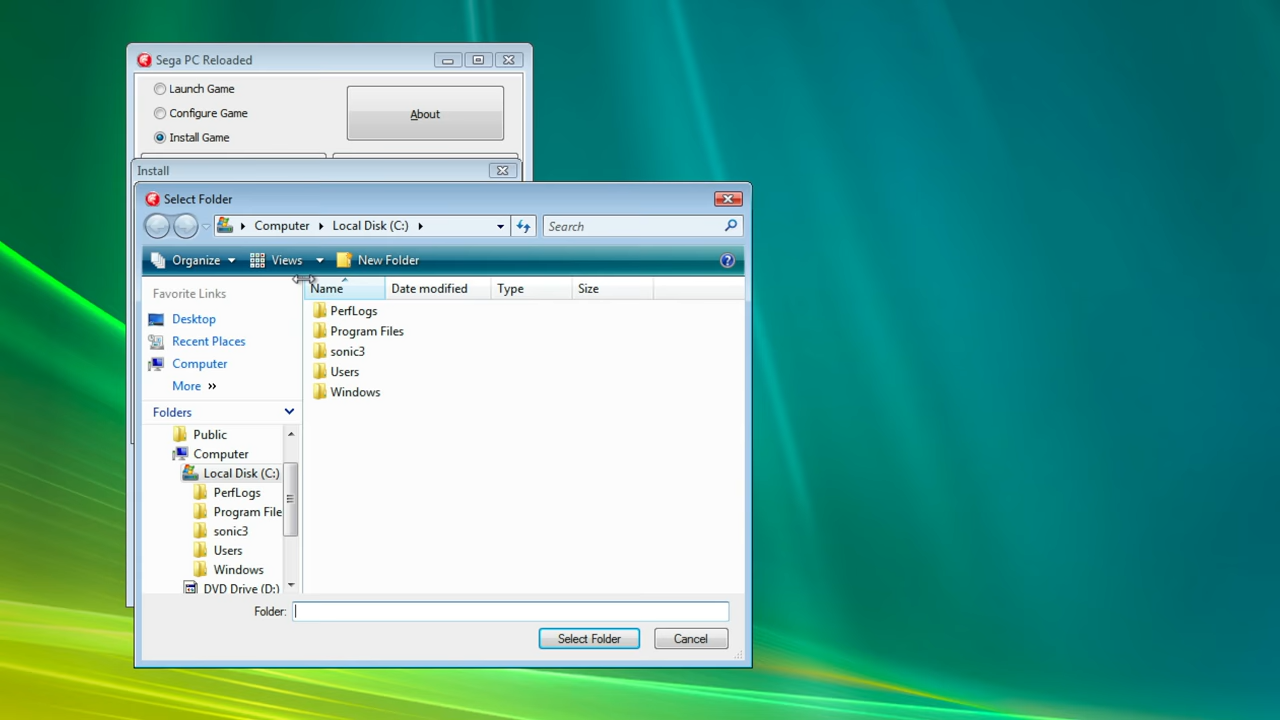 Sega PC Reloaded
Launch Game
Configure Game
Install Game
About
Install
Select Folder
Computer Local Disk (C:)
Search
Organize Views New Folder
Favorite Links
Desktop
Recent Places
Computer
More »
Folders
Public
Computer
Local Disk (C:)
PerfLogs
Program File
sonic3
Users
Windows
DVD Drive (D:)
Name Date modified Type Size
PerfLogs
Program Files
sonic3
Users
Windows
Folder:
Select Folder Cancel